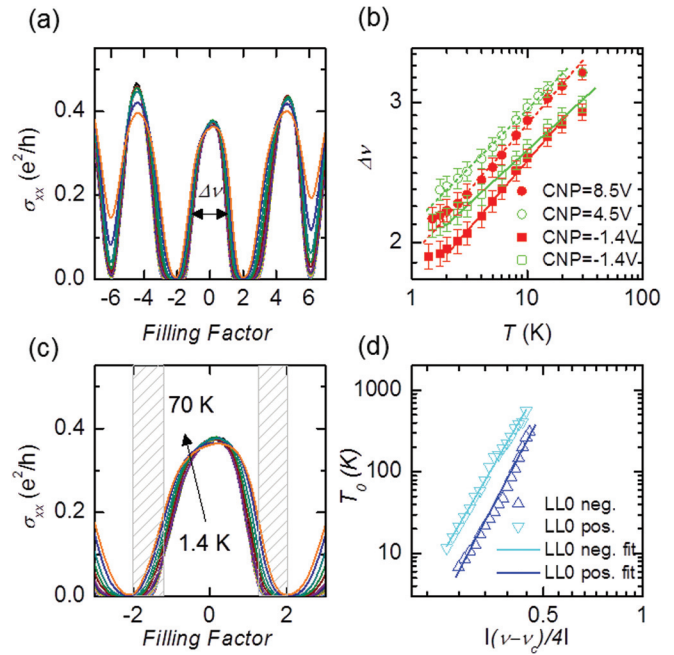 (a)
σxx (e²/h)
0.4
0.2
0.0
Δν
-6 -4 -2 0 2 4 6
Filling Factor
(b)
Δν
3
2
CNP=8.5V
CNP=4.5V
CNP=-1.4V
CNP=-1.4V
1 10 100
T (K)
(c)
σxx (e²/h)
0.4
0.2
0.0
70 K
1.4 K
-2 0 2
Filling Factor
(d)
T0 (K)
1000
100
10
LL0 neg.
LL0 pos.
LL0 neg. fit
LL0 pos. fit
0.5 1
|(ν-νc)/4|